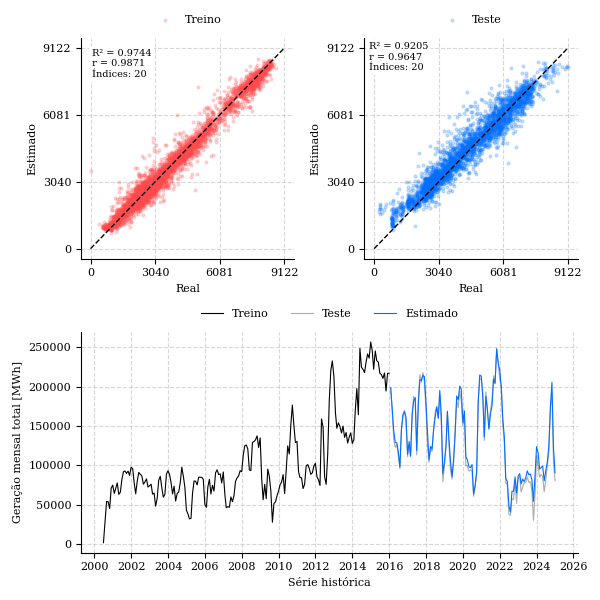 Treino
Teste
R² = 0.9744
r = 0.9871
Índices: 20
R² = 0.9205
r = 0.9647
Índices: 20
9122
6081
3040
0
Estimado
0 3040 6081 9122
Real
9122
6081
3040
0
Estimado
0 3040 6081 9122
Real
Treino Teste Estimado
250000
200000
150000
100000
50000
0
Geração mensal total [MWh]
2000 2002 2004 2006 2008 2010 2012 2014 2016 2018 2020 2022 2024 2026
Série histórica